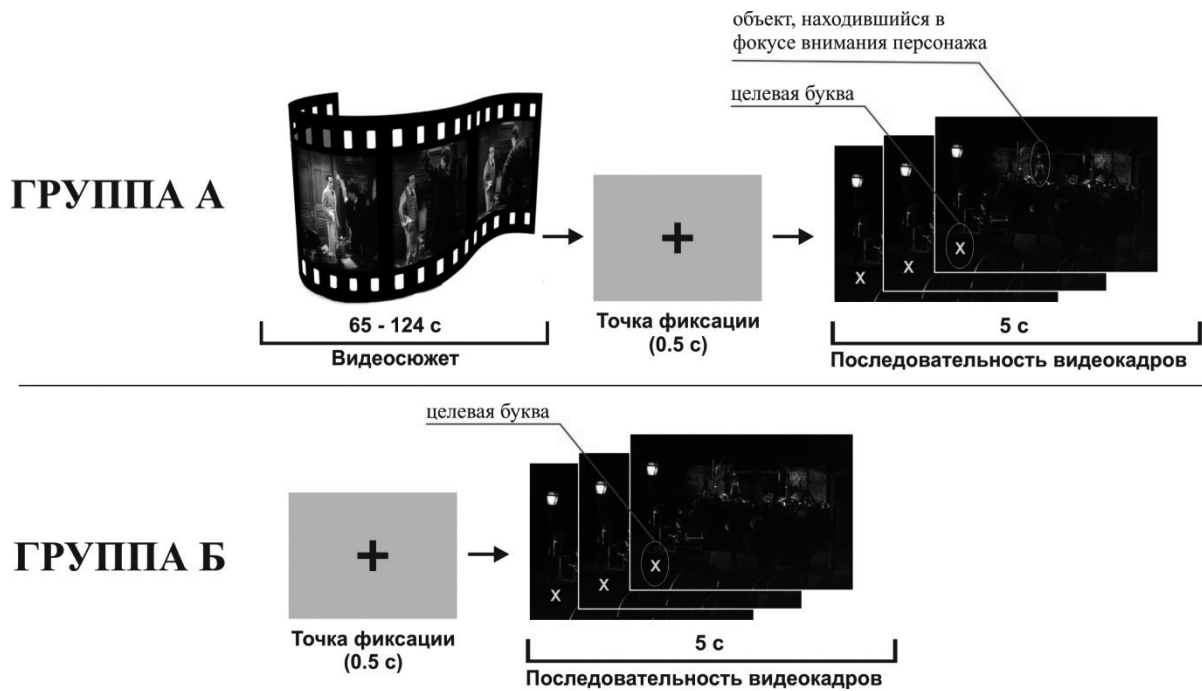 объект, находившийся в
фокусе внимания персонажа
целевая буква
ГРУППА А
X X X
65 - 124 с
Видеосюжет
Точка фиксации
(0.5 с)
5 с
Последовательность видеокадров
целевая буква
ГРУППА Б
X X X
Точка фиксации
(0.5 с)
5 с
Последовательность видеокадров